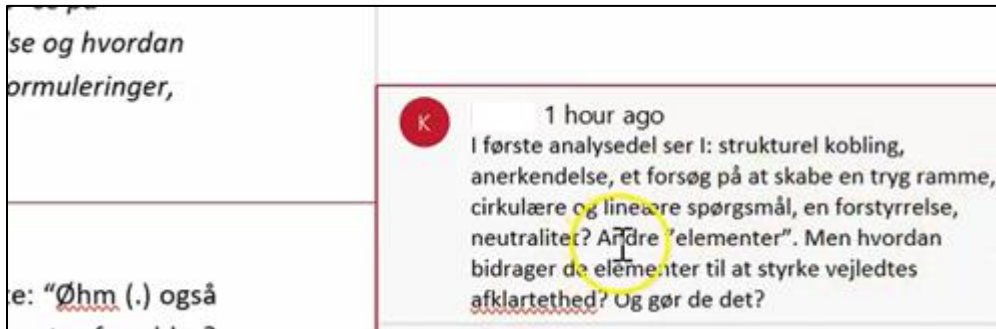 se og hvordan
ormuleringer,
K
1 hour ago
I første analysedel ser I: strukturel kobling,
anerkendelse, et forsøg på at skabe en tryg ramme,
cirkulære og lineære spørgsmål, en forstyrrelse,
neutralitet? Andre "elementer". Men hvordan
bidrager de elementer til at styrke vejledtes
afklartethed? Og gør de det?
te: “Øhm (.) også